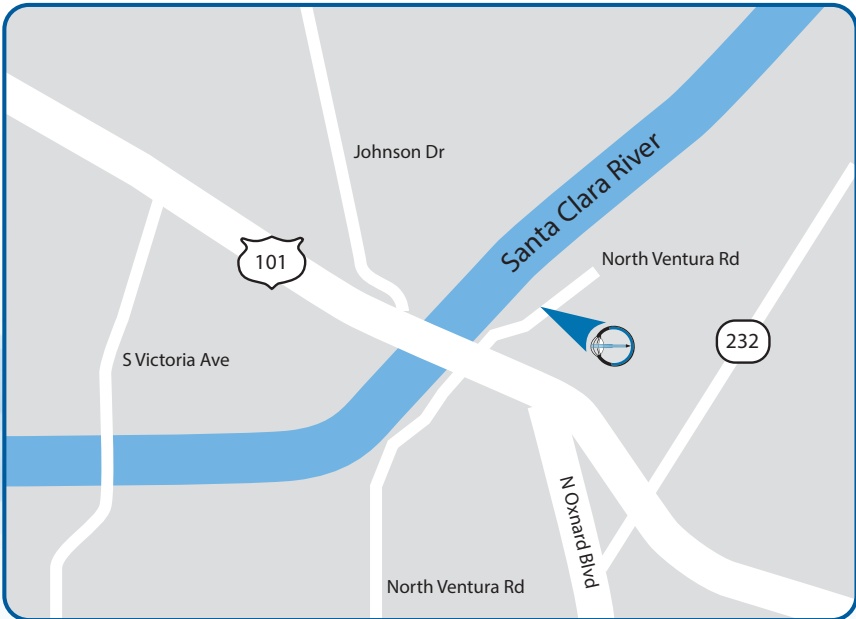 Johnson Dr
Santa Clara River
101
North Ventura Rd
232
S Victoria Ave
N Oxnard Blvd
North Ventura Rd